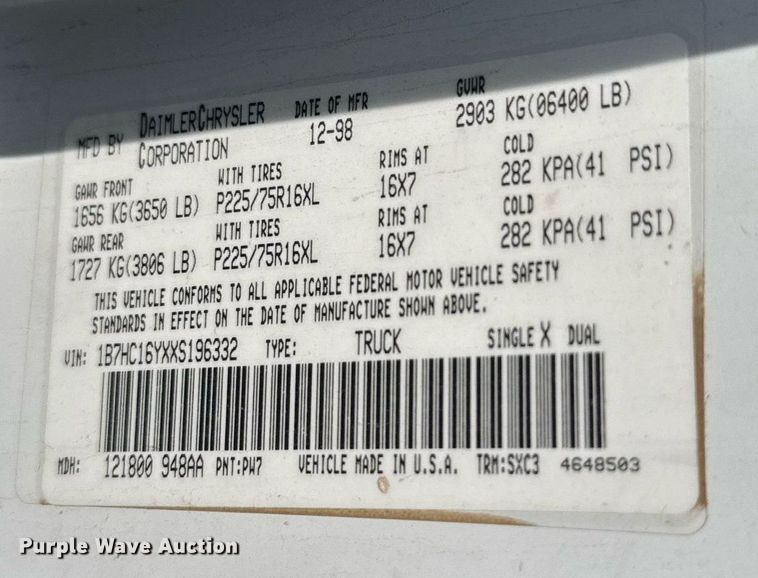 MFD BY DAIMLERCHRYSLER CORPORATION DATE OF MFR 12-98 GVWR 2903 KG(06400 LB)
GAWR FRONT WITH TIRES RIMS AT COLD
1656 KG(3650 LB) P225/75R16XL 16X7 282 KPA(41 PSI)
GAWR REAR WITH TIRES RIMS AT COLD
1727 KG(3806 LB) P225/75R16XL 16X7 282 KPA(41 PSI)
THIS VEHICLE CONFORMS TO ALL APPLICABLE FEDERAL MOTOR VEHICLE SAFETY
STANDARDS IN EFFECT ON THE DATE OF MANUFACTURE SHOWN ABOVE.
VIN: 1B7HC16YXXS196332 TYPE: TRUCK SINGLE X DUAL
MDH: 121800 948AA PNT:PW7 VEHICLE MADE IN U.S.A. TRM:SXC3 4648503
Purple Wave Auction